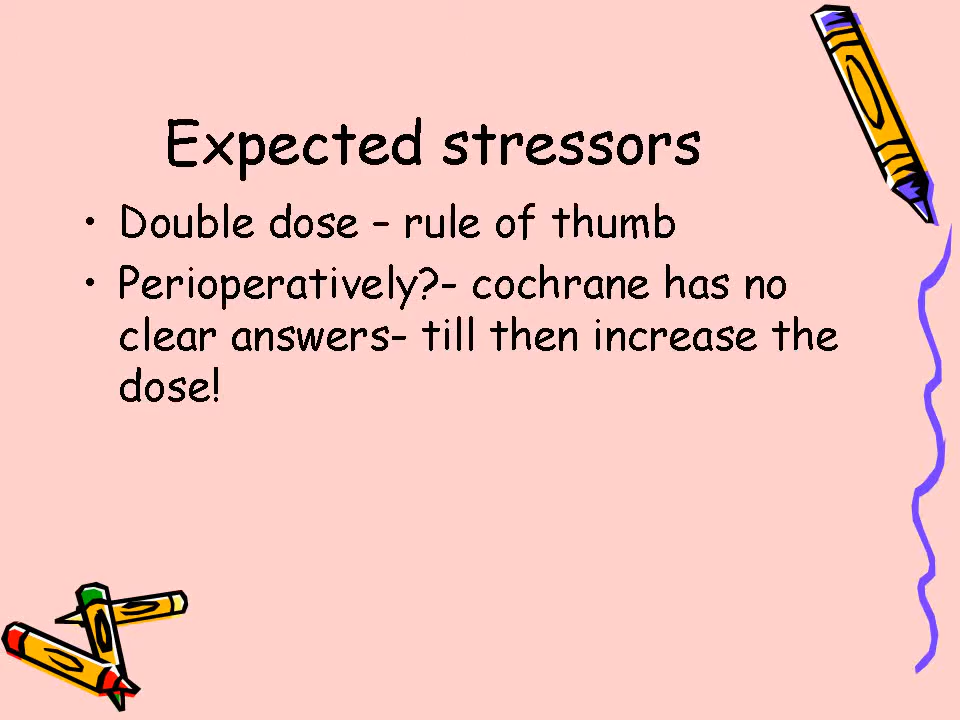 Expected stressors
• Double dose – rule of thumb
• Perioperatively?- cochrane has no
clear answers- till then increase the
dose!